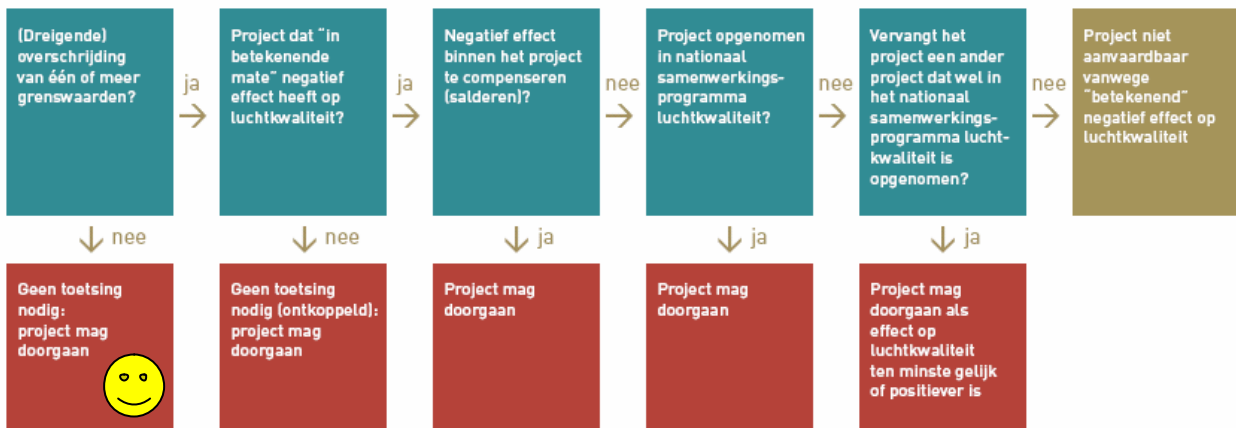 (Dreigende)
overschrijding
van één of meer
grenswaarden?
ja
Project dat "in
betekenende
mate" negatief
effect heeft op
luchtkwaliteit?
ja
Negatief effect
binnen het project
te compenseren
(salderen)?
nee
Project opgenomen
in nationaal
samenwerkings-
programma
luchtkwaliteit?
nee
Vervangt het
project een ander
project dat wel in
het nationaal
samenwerkings-
programma lucht-
kwaliteit is
opgenomen?
nee
Project niet
aanvaardbaar
vanwege
"betekenend"
negatief effect op
luchtkwaliteit
nee
nee
ja
ja
ja
Geen toetsing
nodig:
project mag
doorgaan
Geen toetsing
nodig (ontkoppeld):
project mag
doorgaan
Project mag
doorgaan
Project mag
doorgaan
Project mag
doorgaan als
effect op
luchtkwaliteit
ten minste gelijk
of positiever is